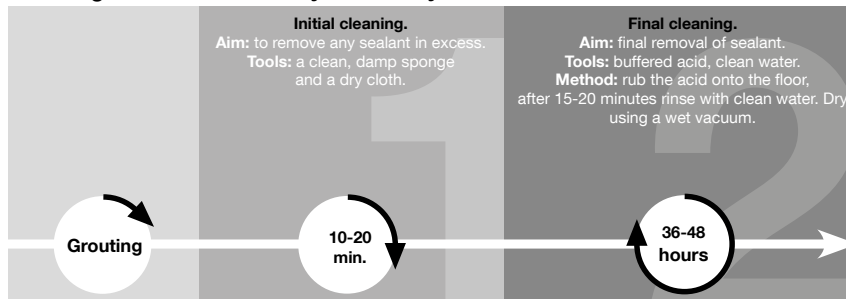 Initial cleaning.
Aim: to remove any sealant in excess.
Tools: a clean, damp sponge
and a dry cloth.
1
Final cleaning.
Aim: final removal of sealant.
Tools: buffered acid, clean water.
Method: rub the acid onto the floor,
after 15-20 minutes rinse with clean water. Dry
using a wet vacuum.
2
Grouting
10-20
min.
36-48
hours